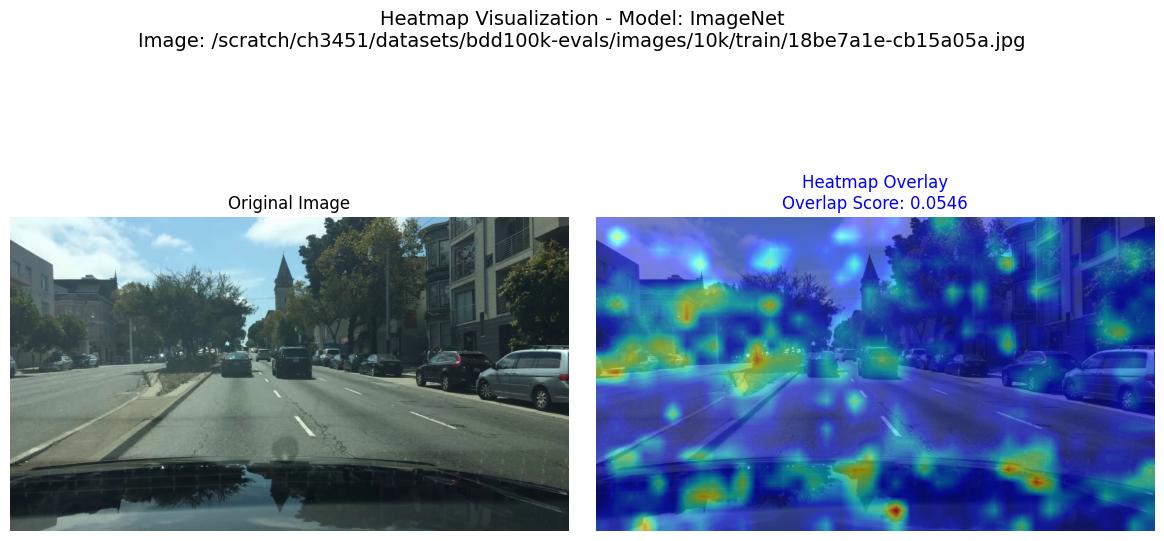 Heatmap Visualization - Model: ImageNet
Image: /scratch/ch3451/datasets/bdd100k-evals/images/10k/train/18be7a1e-cb15a05a.jpg
Original Image
Heatmap Overlay
Overlap Score: 0.0546